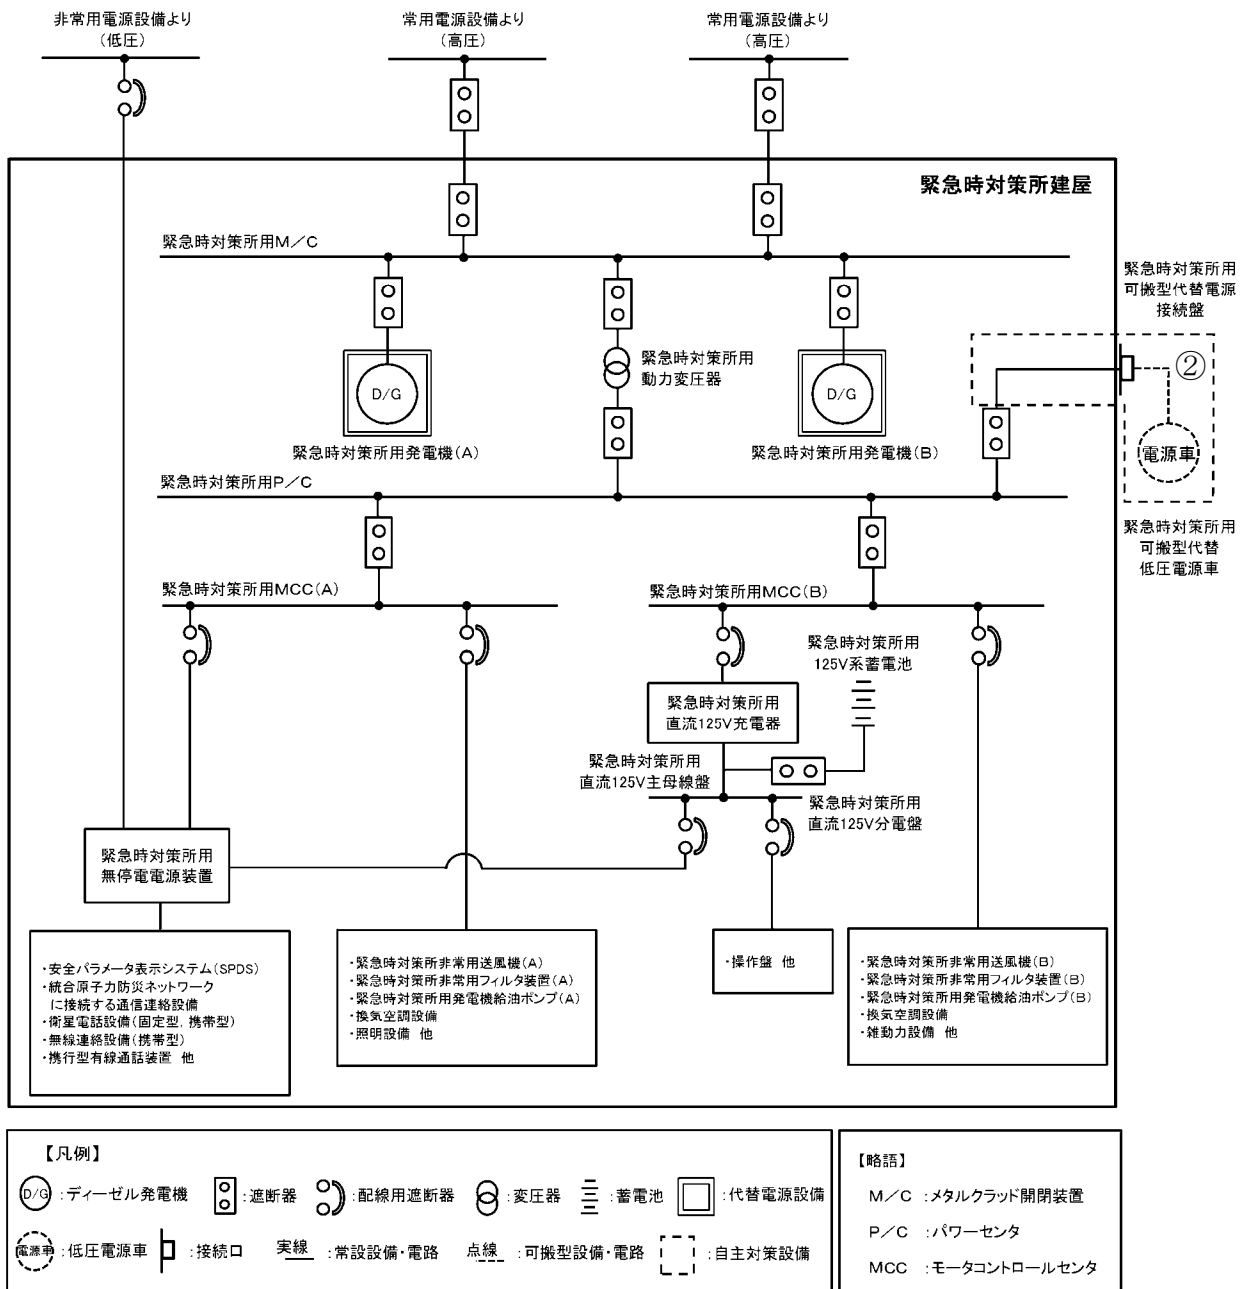 非常用電源設備より
(低圧)
常用電源設備より
(高圧)
常用電源設備より
(高圧)
緊急時対策所建屋
緊急時対策所用M/C
緊急時対策所用
可搬型代替電源
接続盤
②
緊急時対策所用
動力変圧器
D/G
D/G
電源車
緊急時対策所用発電機(A)
緊急時対策所用発電機(B)
緊急時対策所用P/C
緊急時対策所用
可搬型代替
低圧電源車
緊急時対策所用MCC(A)
緊急時対策所用MCC(B)
緊急時対策所用
125V系蓄電池
緊急時対策所用
直流125V充電器
緊急時対策所用
直流125V主母線盤
緊急時対策所用
直流125V分電盤
緊急時対策所用
無停電電源装置
・安全パラメータ表示システム(SPDS)
・統合原子力防災ネットワーク
に接続する通信連絡設備
・衛星電話設備(固定型, 携帯型)
・無線連絡設備(携帯型)
・携行型有線通話装置 他
・緊急時対策所非常用送風機(A)
・緊急時対策所非常用フィルタ装置(A)
・緊急時対策所用発電機給油ポンプ(A)
・換気空調設備
・照明設備 他
・操作盤 他
・緊急時対策所非常用送風機(B)
・緊急時対策所非常用フィルタ装置(B)
・緊急時対策所用発電機給油ポンプ(B)
・換気空調設備
・雑動力設備 他
【凡例】
D/G :ディーゼル発電機 :遮断器 :配線用遮断器 :変圧器 :蓄電池 :代替電源設備
電源車 :低圧電源車 :接続口 実線 :常設設備・電路 点線 :可搬型設備・電路 :自主対策設備
【略語】
M/C :メタルクラッド開閉装置
P/C :パワーセンタ
MCC :モータコントロールセンタ